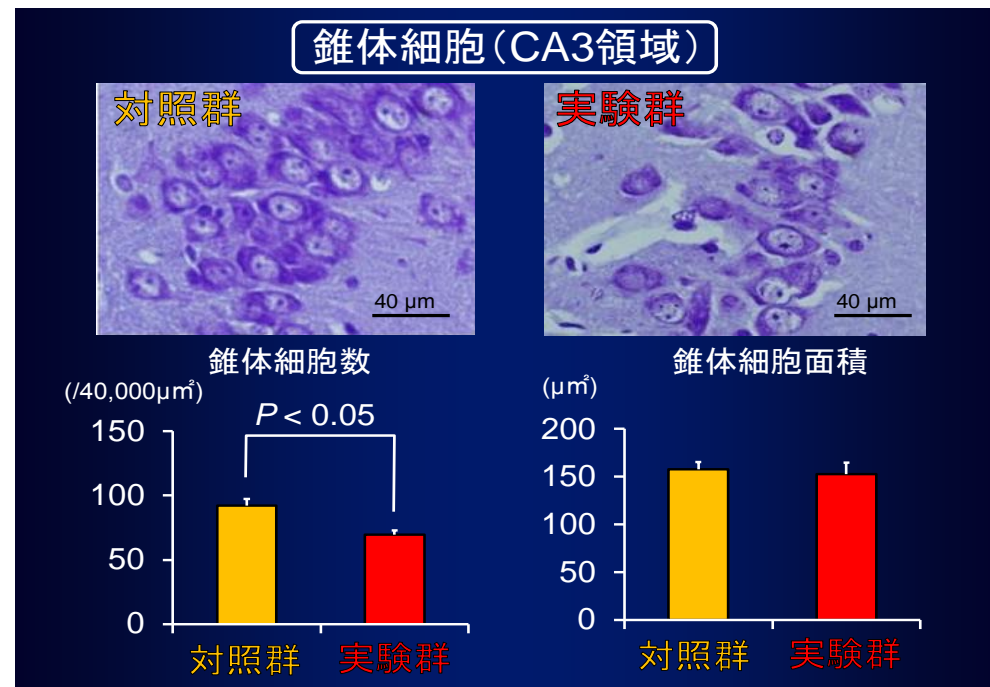 錐体細胞(CA3領域)
対照群
実験群
40 μm
40 μm
錐体細胞数
錐体細胞面積
(/40,000μ㎡)
P < 0.05
150
100
50
0
対照群
実験群
(μ㎡)
200
150
100
50
0
対照群
実験群